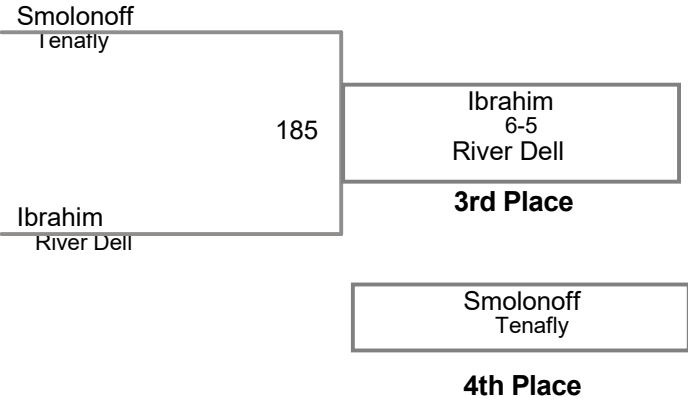 Smolonoff
Tenafly
Ibrahim
6-5
185
River Dell
3rd Place
Ibrahim
River Dell
Smolonoff
Tenafly
4th Place